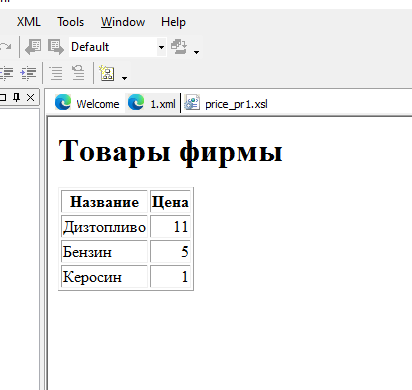 XML Tools Window Help
Default
Welcome 1.xml price_pr1.xsl
Товары фирмы
Название Цена
Дизтопливо 11
Бензин 5
Керосин 1